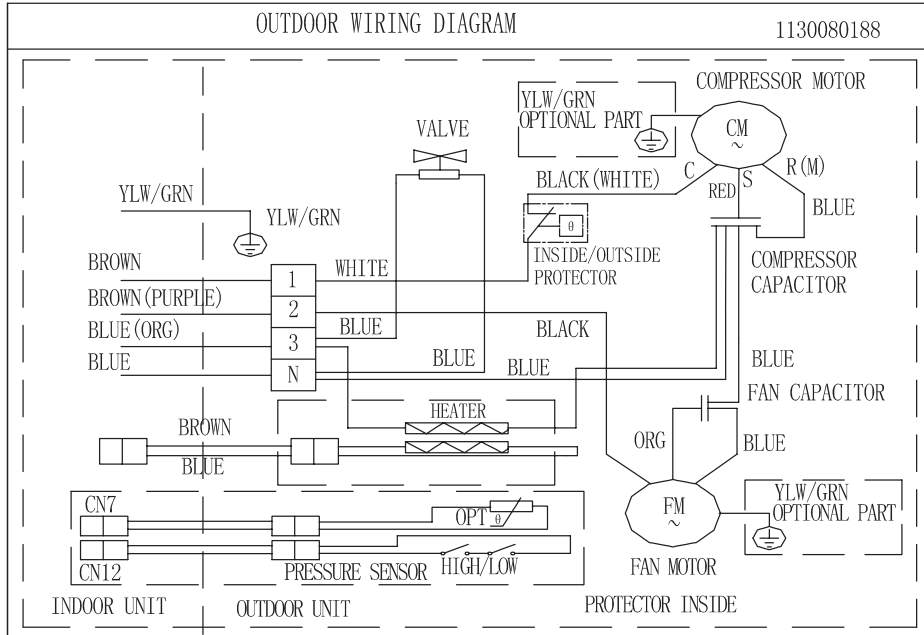 OUTDOOR WIRING DIAGRAM
1130080188
COMPRESSOR MOTOR
YLW/GRN
OPTIONAL PART
CM
~
VALVE
C
S
R(M)
BLACK(WHITE)
RED
BLUE
YLW/GRN
YLW/GRN
θ
INSIDE/OUTSIDE
PROTECTOR
COMPRESSOR
CAPACITOR
BROWN
1
WHITE
BROWN(PURPLE)
2
BLUE(ORG)
3
BLUE
BLACK
BLUE
N
BLUE
BLUE
BLUE
FAN CAPACITOR
HEATER
BROWN
BLUE
ORG
BLUE
YLW/GRN
OPTIONAL PART
CN7
OPT
θ
FM
~
CN12
PRESSURE SENSOR
HIGH/LOW
FAN MOTOR
INDOOR UNIT
OUTDOOR UNIT
PROTECTOR INSIDE